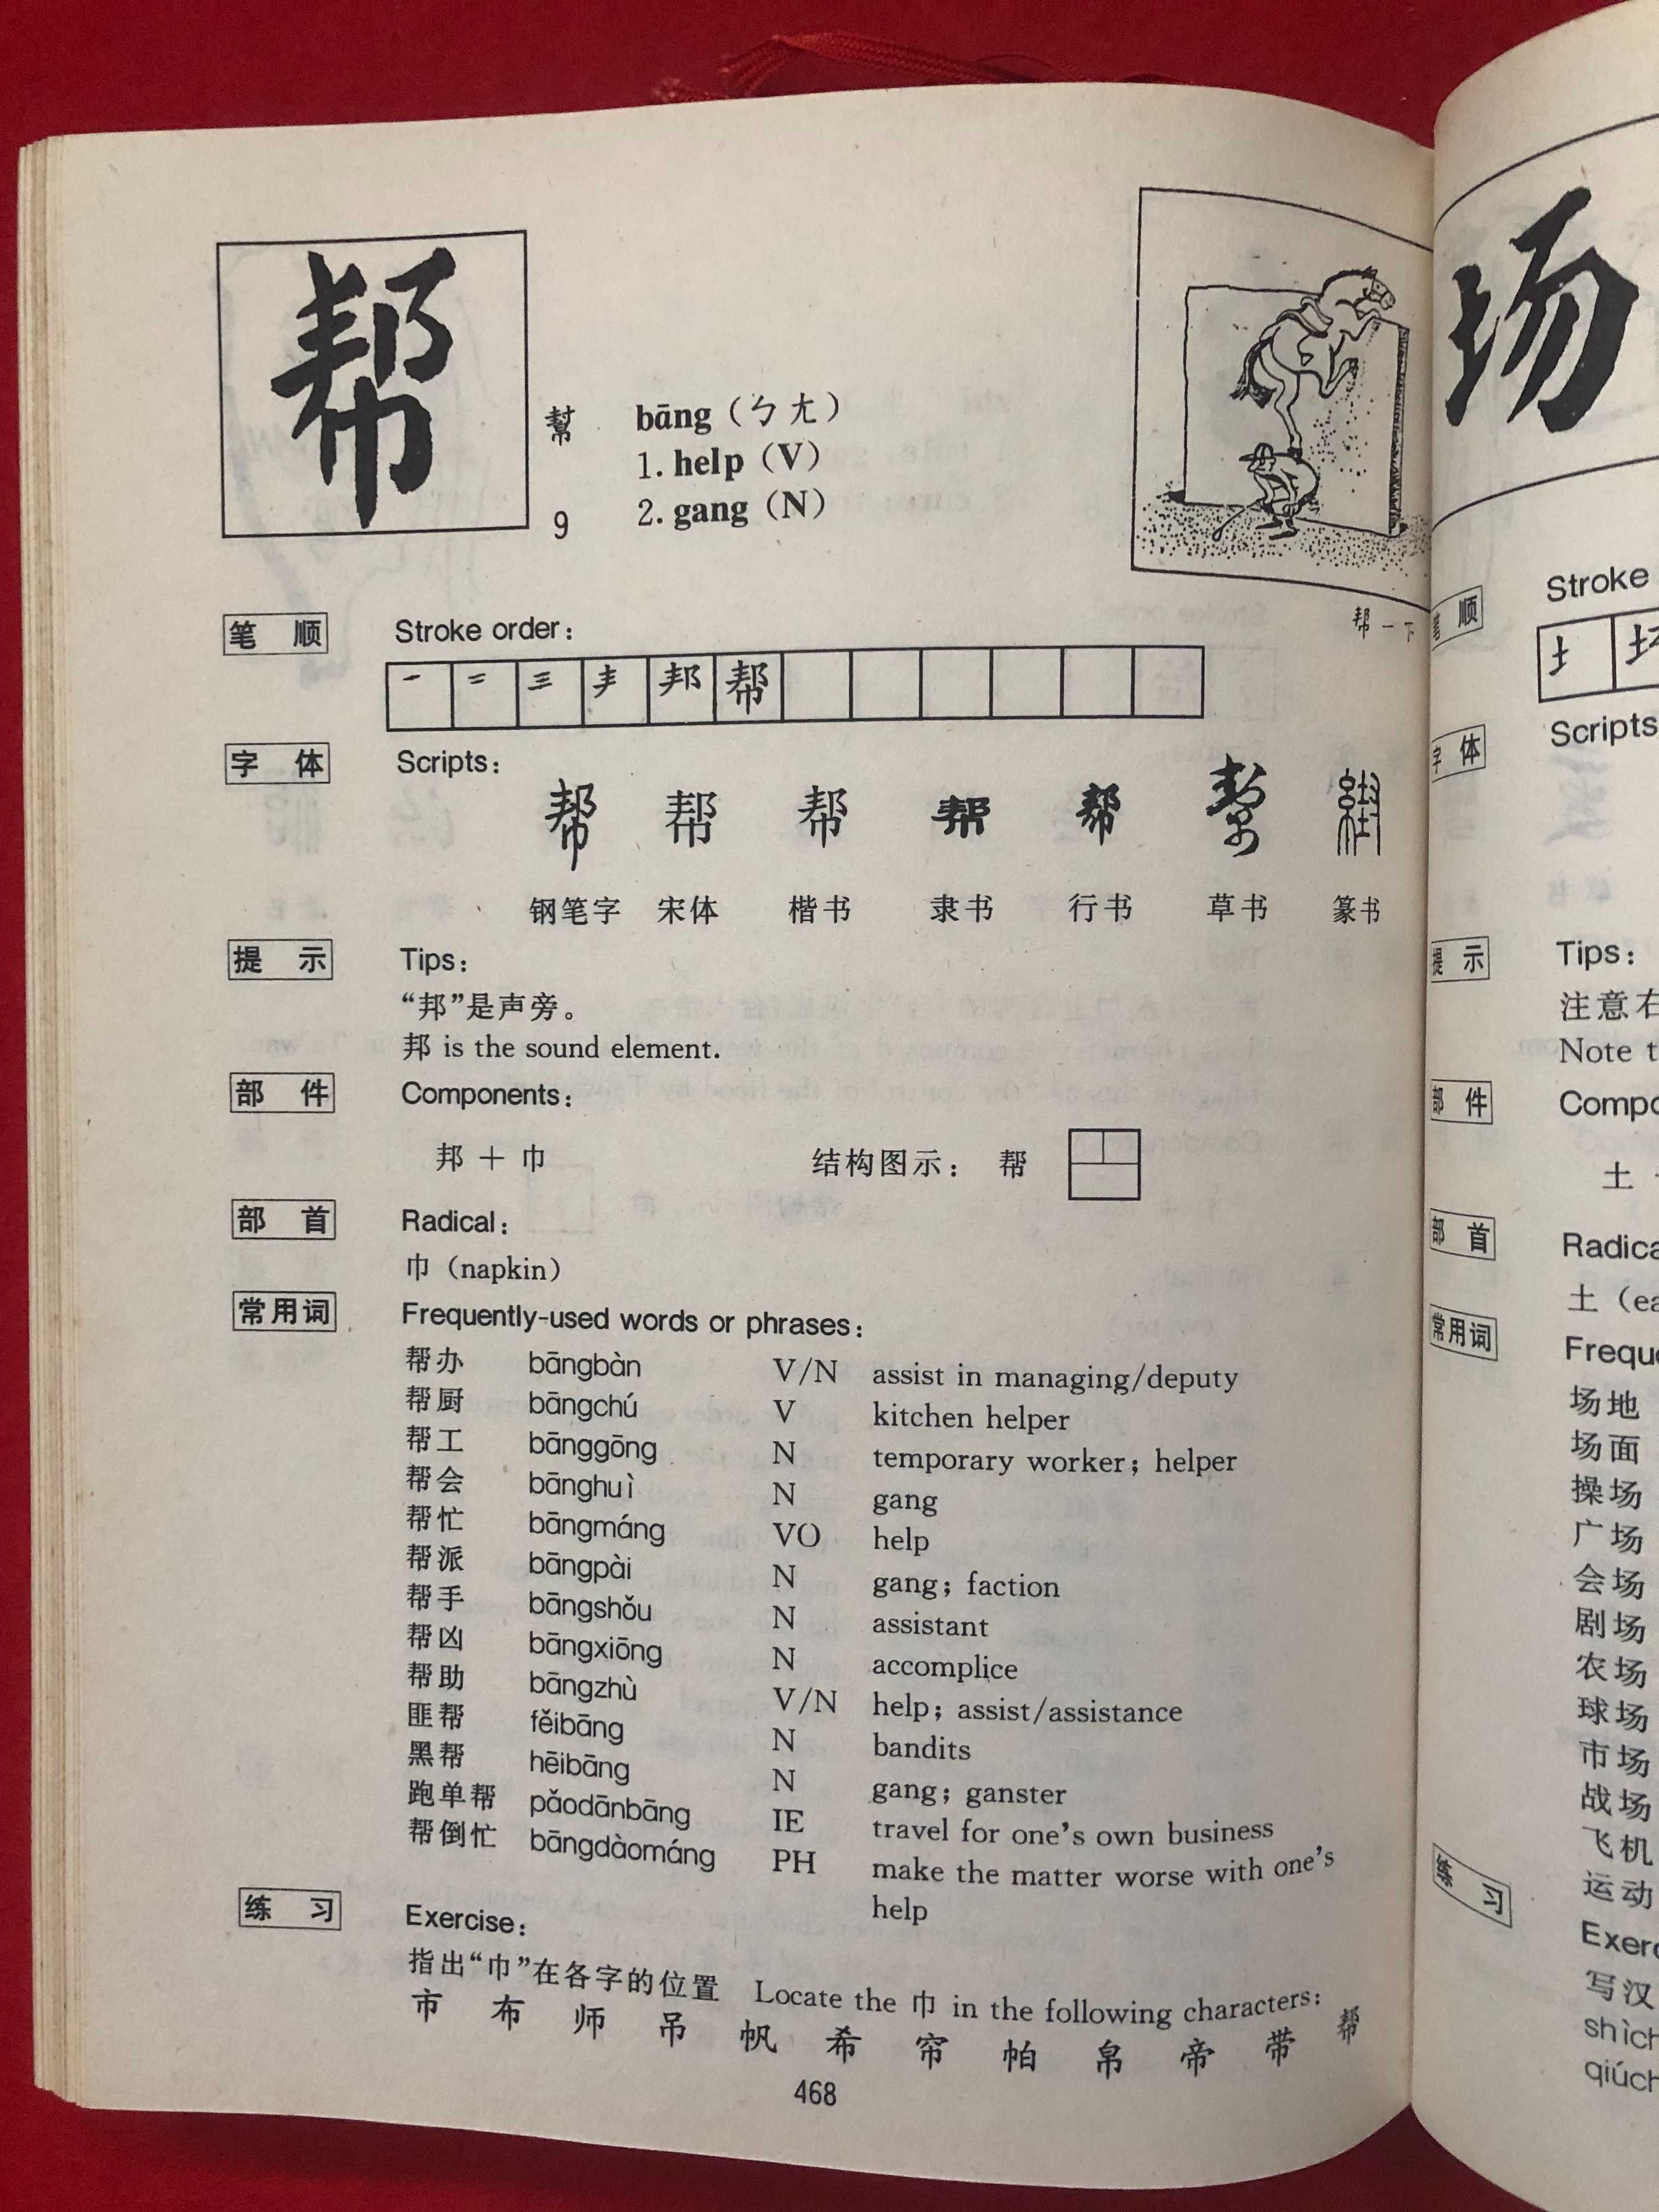 帮
幫
9
bāng（ㄅㄤ）
1. help（V）
2. gang（N）
帮一下
笔顺 Stroke order：
一 二 三 丰 邦 帮
字体 Scripts：
帮 帮 帮 帮 帮 幫
钢笔字 宋体 楷书 隶书 行书 草书 篆书
提示 Tips：
“邦”是声旁。
邦 is the sound element.
部件 Components：
邦 ＋ 巾 结构图示： 帮
部首 Radical：
巾（napkin）
常用词 Frequently-used words or phrases：
帮办 bāngbàn V/N assist in managing/deputy
帮厨 bāngchú V kitchen helper
帮工 bānggōng N temporary worker；helper
帮会 bānghuì N gang
帮忙 bāngmáng VO help
帮派 bāngpài N gang；faction
帮手 bāngshǒu N assistant
帮凶 bāngxiōng N accomplice
帮助 bāngzhù V/N help；assist/assistance
匪帮 fěibāng N bandits
黑帮 hēibāng N gang；ganster
跑单帮 pǎodānbāng IE travel for one's own business
帮倒忙 bāngdàománg PH make the matter worse with one's
help
练习 Exercise：
指出“巾”在各字的位置 Locate the 巾 in the following characters:
市 布 师 吊 帆 希 帘 帕 帛 帝 带 帮
468
场
笔顺 Stroke
字体 Scripts
提示 Tips：
注意右
Note t
部件 Compo
土
部首 Radica
土（ea
常用词 Frequ
场地
场面
操场
广场
会场
剧场
农场
球场
市场
战场
飞机
运动
练习 Exerc
写汉
shìch
qiúch